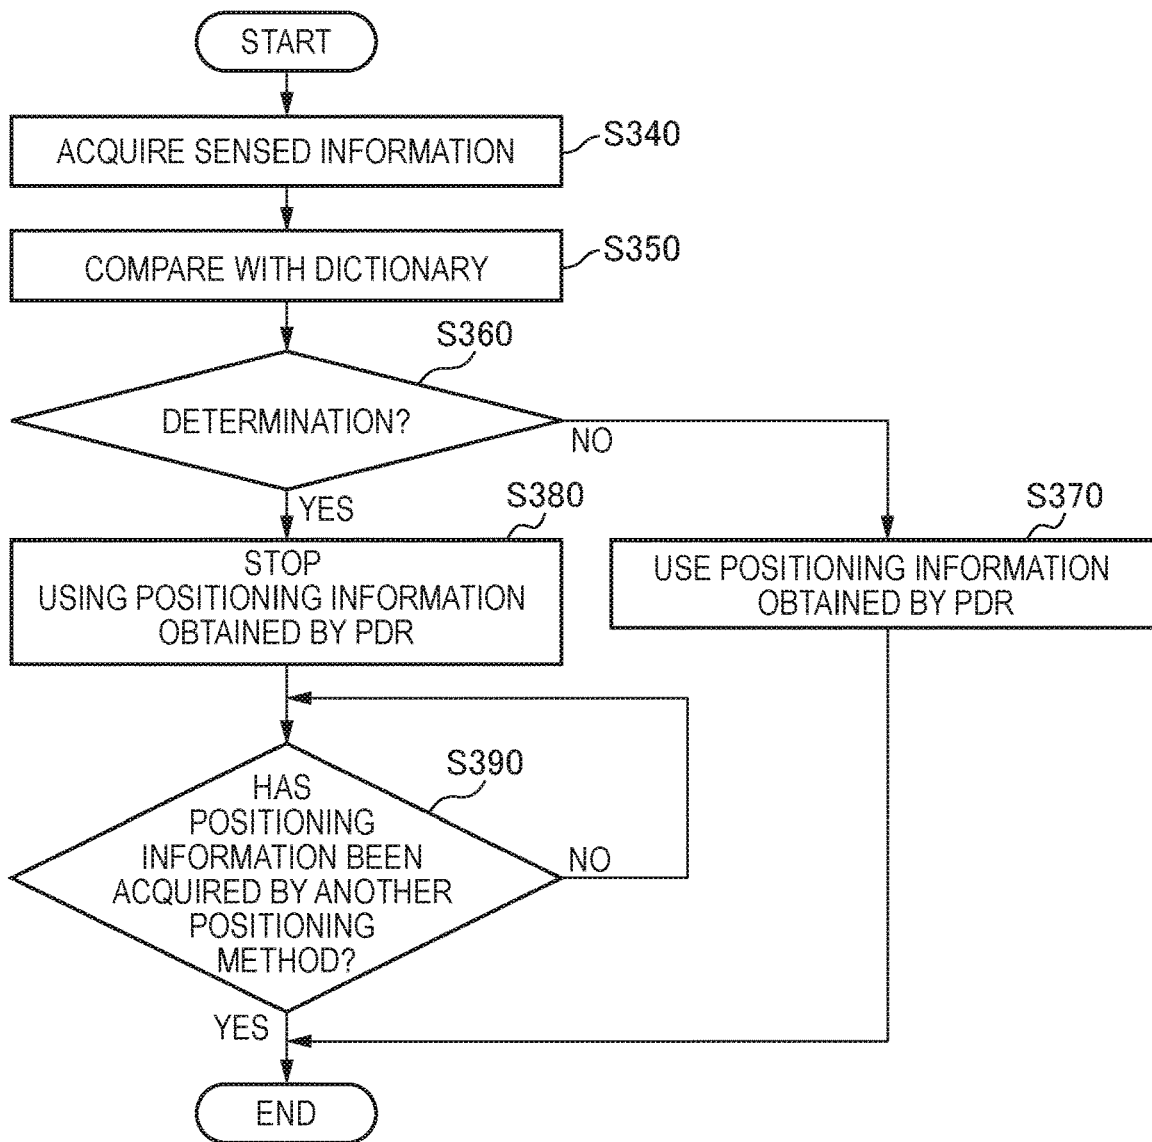 START
ACQUIRE SENSED INFORMATION
S340
COMPARE WITH DICTIONARY
S350
S360
DETERMINATION?
NO
YES
S380
STOP
USING POSITIONING INFORMATION
OBTAINED BY PDR
S370
USE POSITIONING INFORMATION
OBTAINED BY PDR
S390
HAS
POSITIONING
INFORMATION BEEN
ACQUIRED BY ANOTHER
POSITIONING
METHOD?
NO
YES
END